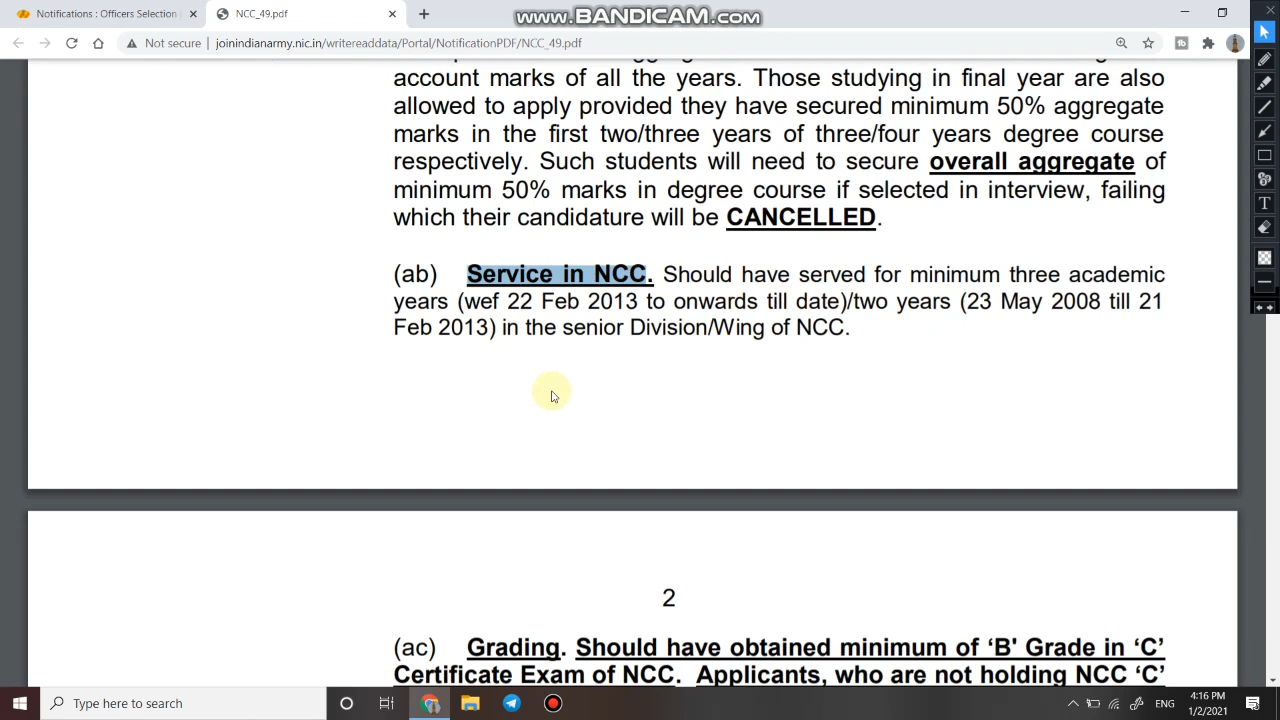 Notifications : Officers Selection
NCC_49.pdf
www.BANDICAM.com
Not secure
joinindianarmy.nic.in/writereaddata/Portal/NotificationPDF/NCC_49.pdf
account marks of all the years. Those studying in final year are also
allowed to apply provided they have secured minimum 50% aggregate
marks in the first two/three years of three/four years degree course
respectively. Such students will need to secure overall aggregate of
minimum 50% marks in degree course if selected in interview, failing
which their candidature will be CANCELLED.
(ab) Service in NCC. Should have served for minimum three academic
years (wef 22 Feb 2013 to onwards till date)/two years (23 May 2008 till 21
Feb 2013) in the senior Division/Wing of NCC.
2
(ac) Grading. Should have obtained minimum of ‘B' Grade in ‘C’
Certificate Exam of NCC. Applicants, who are not holding NCC ‘C’
Type here to search
ENG
4:16 PM
1/2/2021